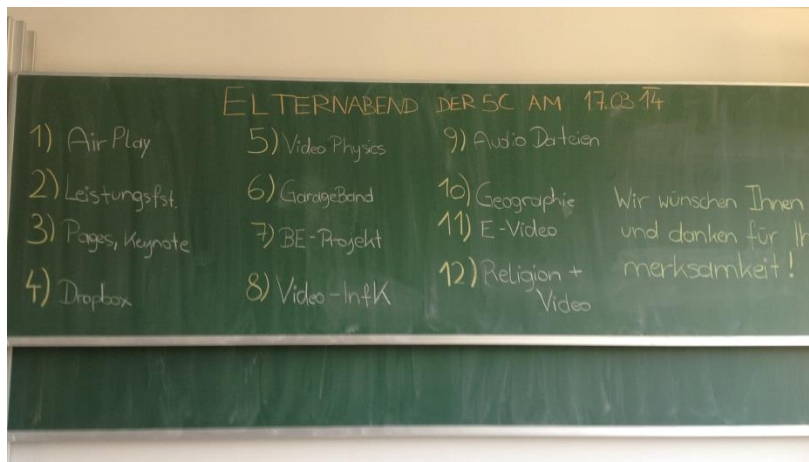 ELTERNABEND DER 5C AM 17.03.14
1) AirPlay
2) Leistungsfst.
3) Pages, Keynote
4) Dropbox
5) Video Physics
6) GarageBand
7) BE-Projekt
8) Video-InfK
9) Audio Dateien
10) Geographie
11) E-Video
12) Religion +
Video
Wir wünschen Ihnen
und danken für Ih
merksamkeit!